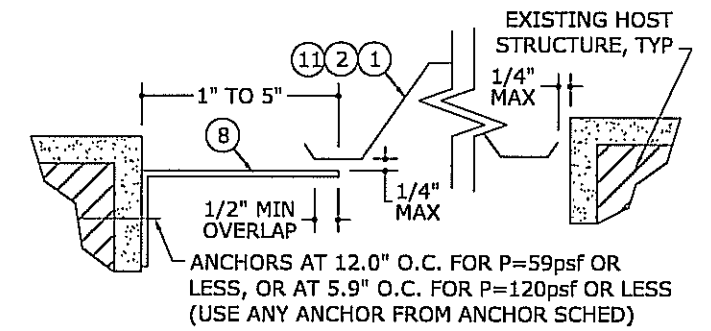 EXISTING HOST
STRUCTURE, TYP
11 2 1
1/4"
MAX
1" TO 5"
8
1/4"
MAX
1/2" MIN
OVERLAP
ANCHORS AT 12.0" O.C. FOR P=59psf OR
LESS, OR AT 5.9" O.C. FOR P=120psf OR LESS
(USE ANY ANCHOR FROM ANCHOR SCHED)